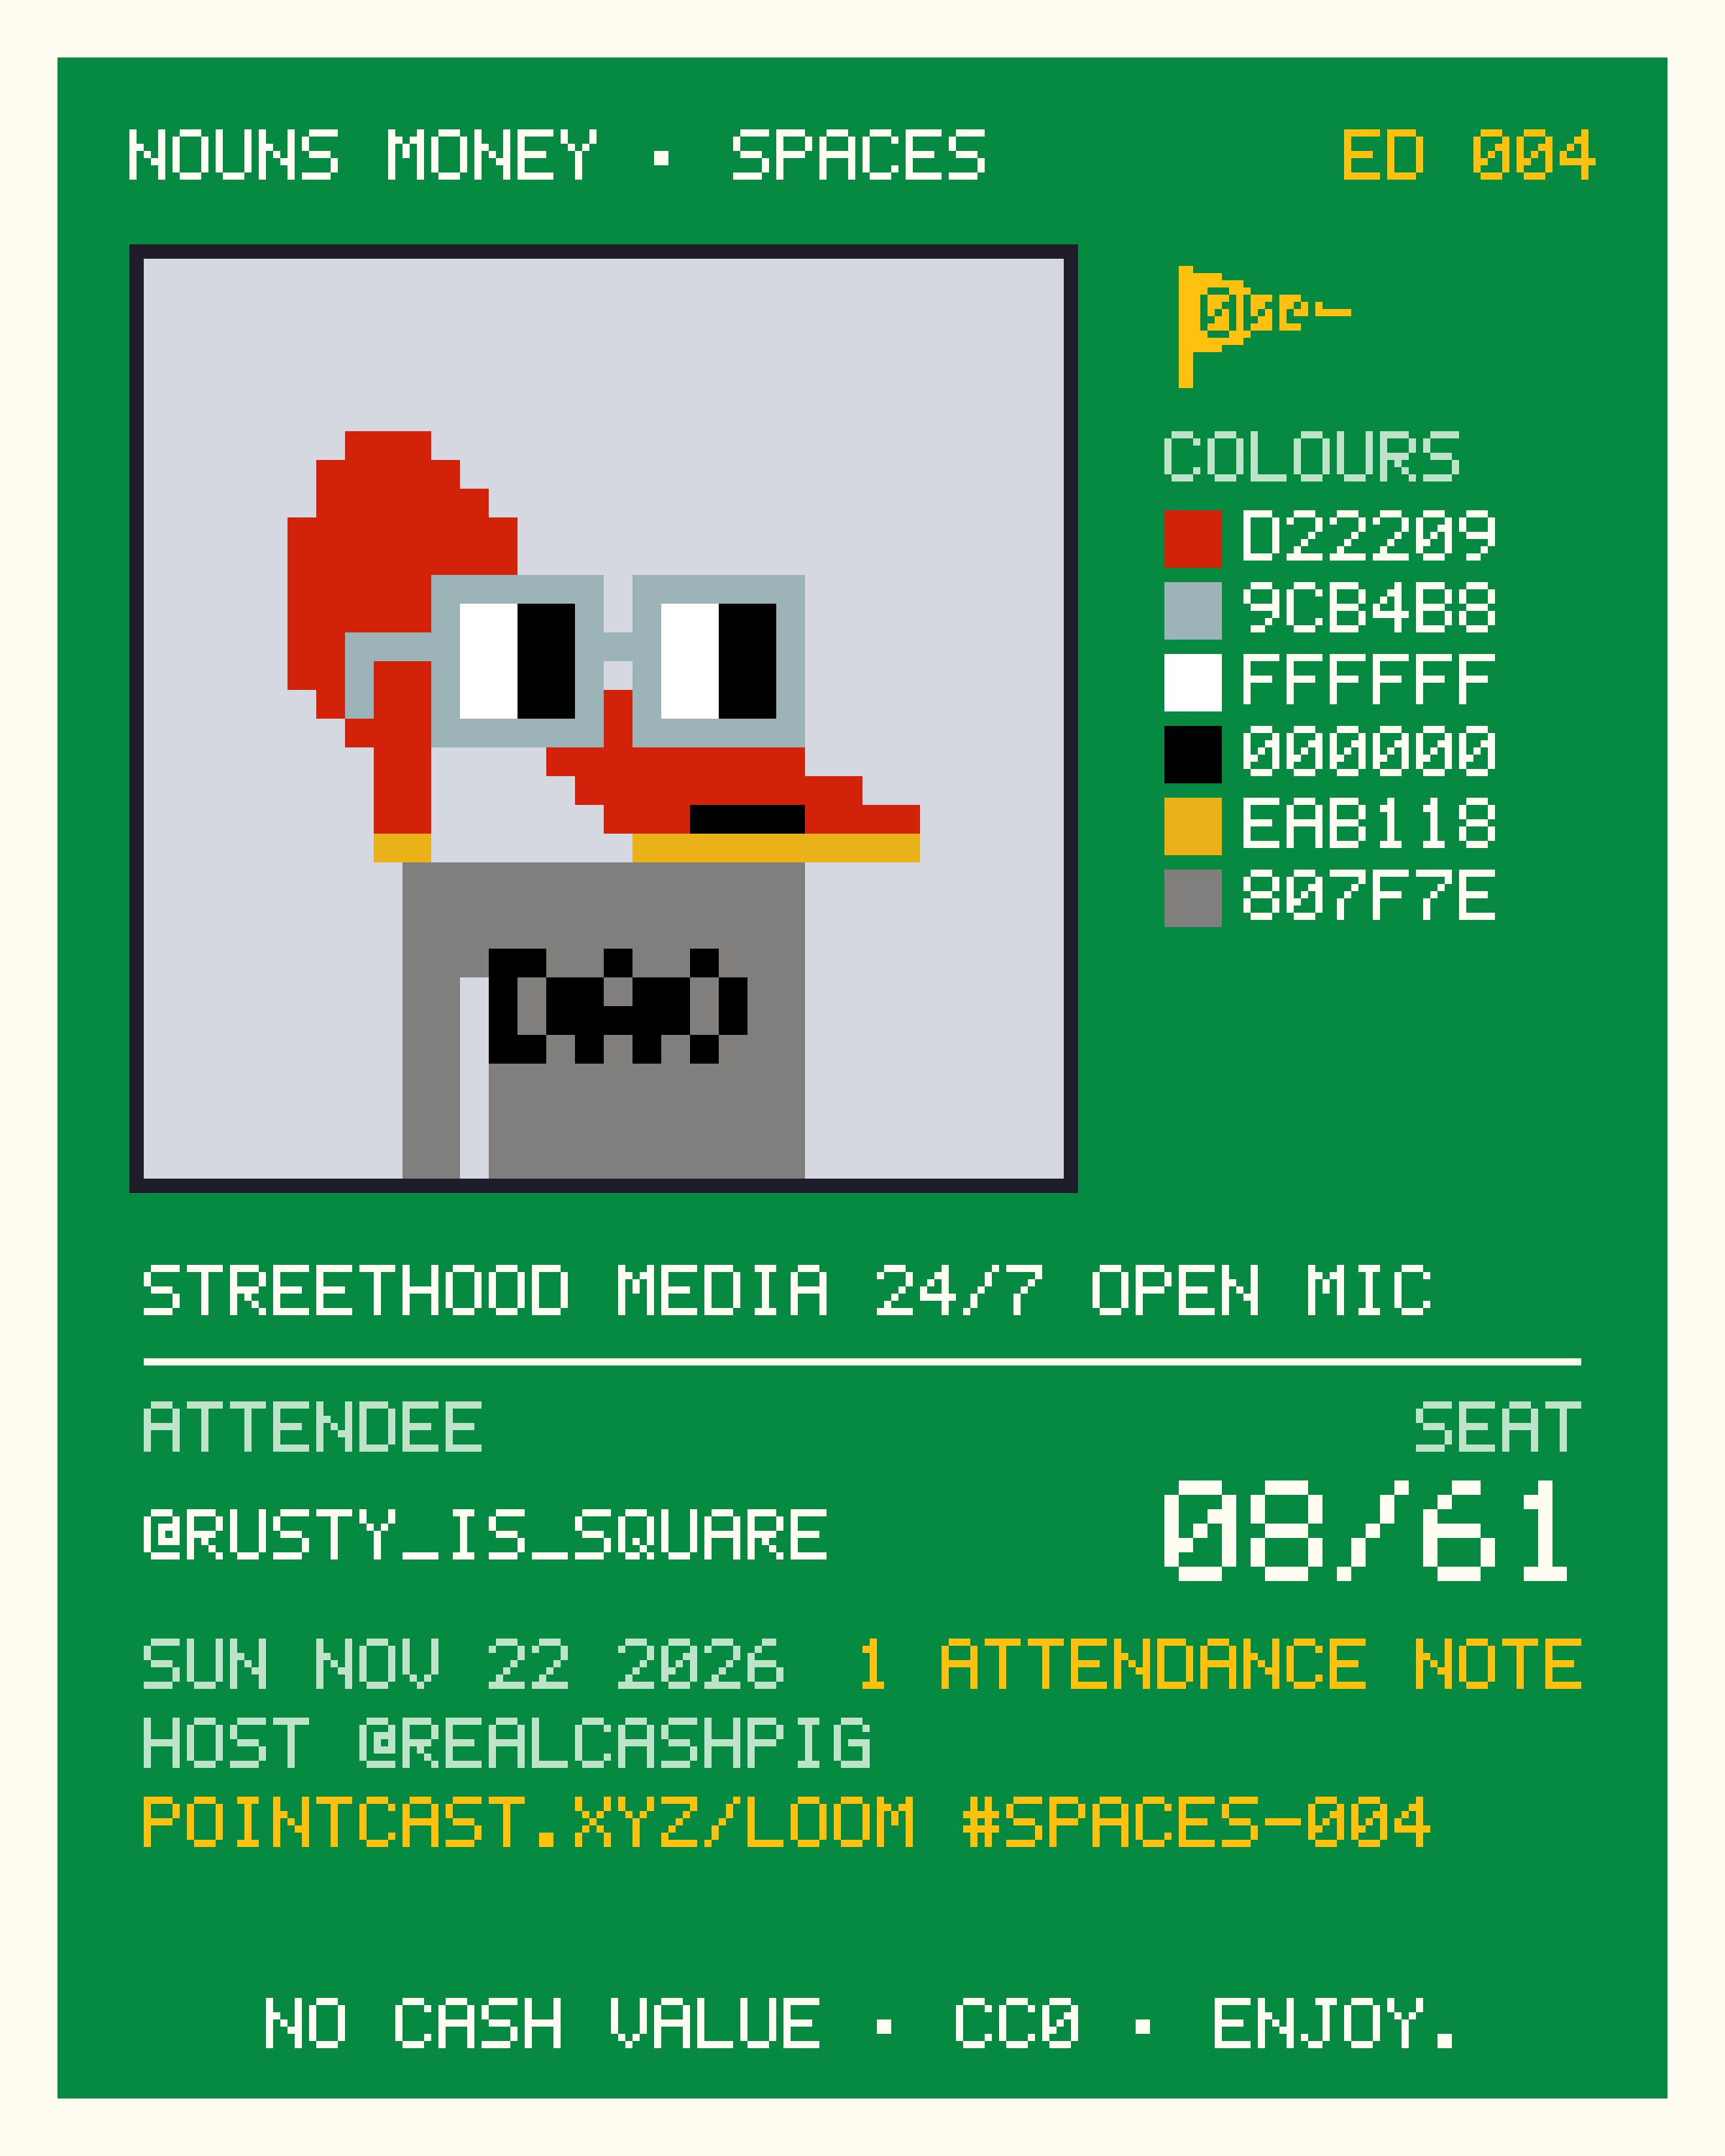 NOUNS MONEY · SPACES
ED 004
COLOURS
D22209
9CB4B8
FFFFFF
000000
EAB118
807F7E
STREETHOOD MEDIA 24/7 OPEN MIC
ATTENDEE
SEAT
@RUSTY_IS_SQUARE
08/61
SUN NOV 22 2026 1 ATTENDANCE NOTE
HOST @REALCASHPIG
POINTCAST.XYZ/LOOM #SPACES-004
NO CASH VALUE · CC0 · ENJOY.